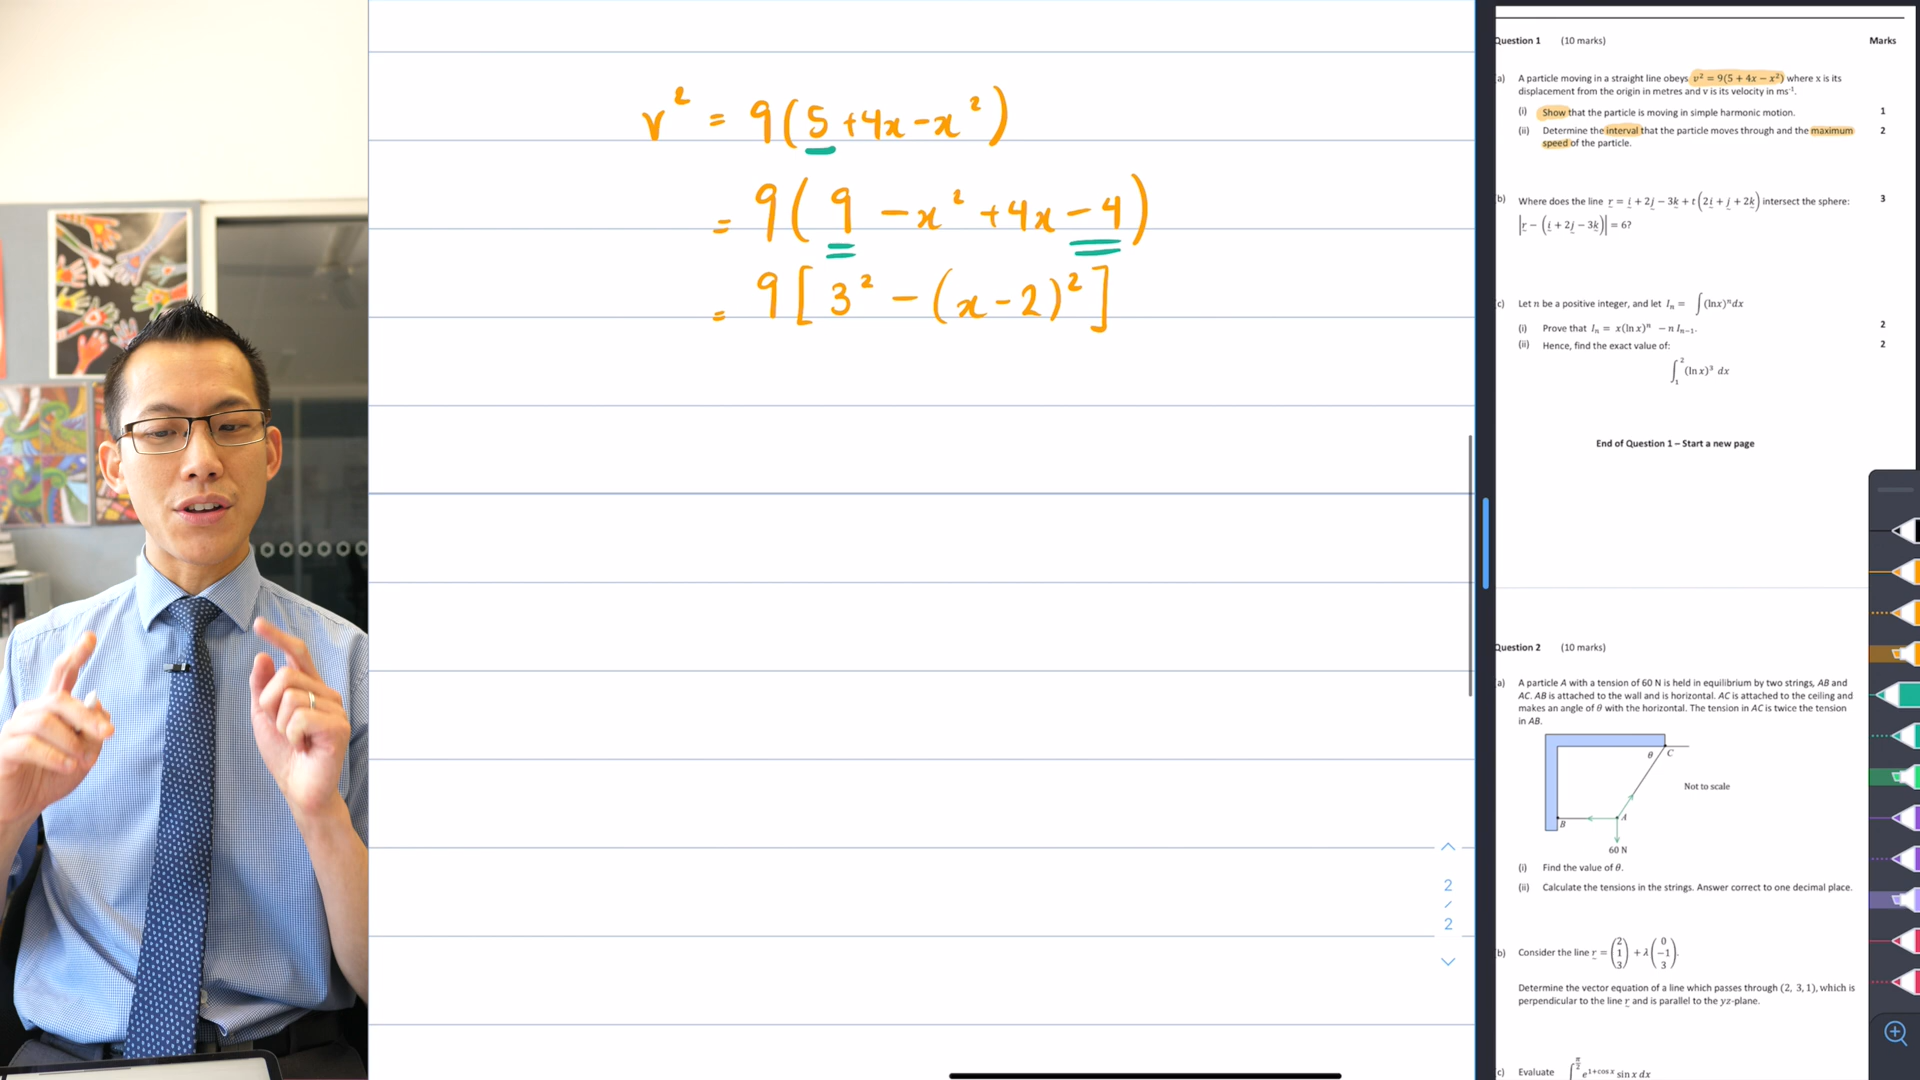 v² = 9(5+4x-x²)
= 9(9 -x² +4x-4)
= 9[3² -(x-2)²]
2
/
2
Question 1 (10 marks) Marks
a) A particle moving in a straight line obeys v² = 9(5 + 4x − x²) where x is its
displacement from the origin in metres and v is its velocity in ms⁻¹.
(i) Show that the particle is moving in simple harmonic motion. 1
(ii) Determine the interval that the particle moves through and the maximum 2
speed of the particle.
b) Where does the line r = i + 2j − 3k + t(2i + j + 2k) intersect the sphere: 3
|r − (i + 2j − 3k)| = 6?
c) Let n be a positive integer, and let Iₙ = ∫(lnx)ⁿdx
(i) Prove that Iₙ = x(ln x)ⁿ − n Iₙ₋₁. 2
(ii) Hence, find the exact value of: 2
∫₁² (ln x)³ dx
End of Question 1 – Start a new page
Question 2 (10 marks)
a) A particle A with a tension of 60 N is held in equilibrium by two strings, AB and
AC. AB is attached to the wall and is horizontal. AC is attached to the ceiling and
makes an angle of θ with the horizontal. The tension in AC is twice the tension
in AB.
θ C
Not to scale
B A
60 N
(i) Find the value of θ.
(ii) Calculate the tensions in the strings. Answer correct to one decimal place.
b) Consider the line r = (2 1 3) + λ(0 −1 3).
Determine the vector equation of a line which passes through (2, 3, 1), which is
perpendicular to the line r and is parallel to the yz-plane.
c) Evaluate ∫ π/2 e^(1+cos x) sin x dx